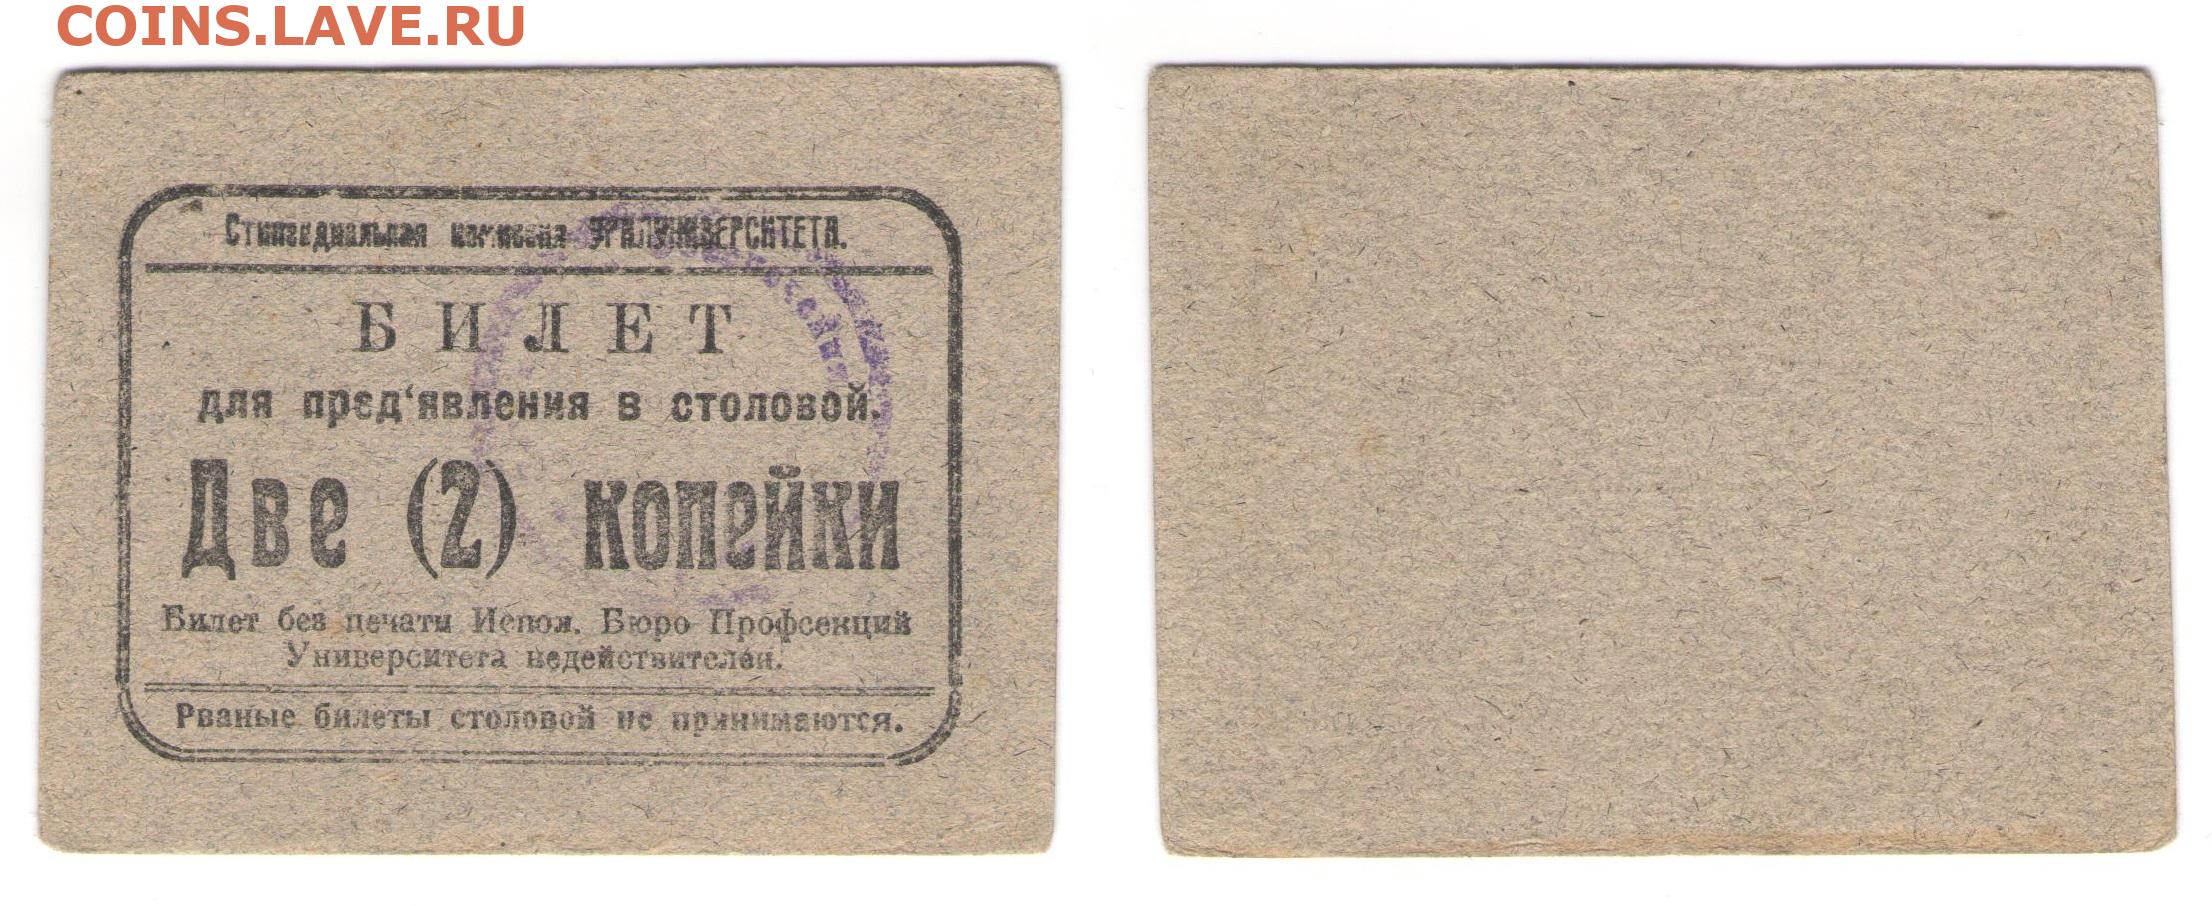 COINS.LAVE.RU
Стипендиальная комиссия УРАЛУНИВЕРСИТЕТА.
БИЛЕТ
для пред‘явления в столовой.
Две (2) копейки
Билет без печати Испол. Бюро Профсекций
Университета недействителен.
Рваные билеты столовой не принимаются.